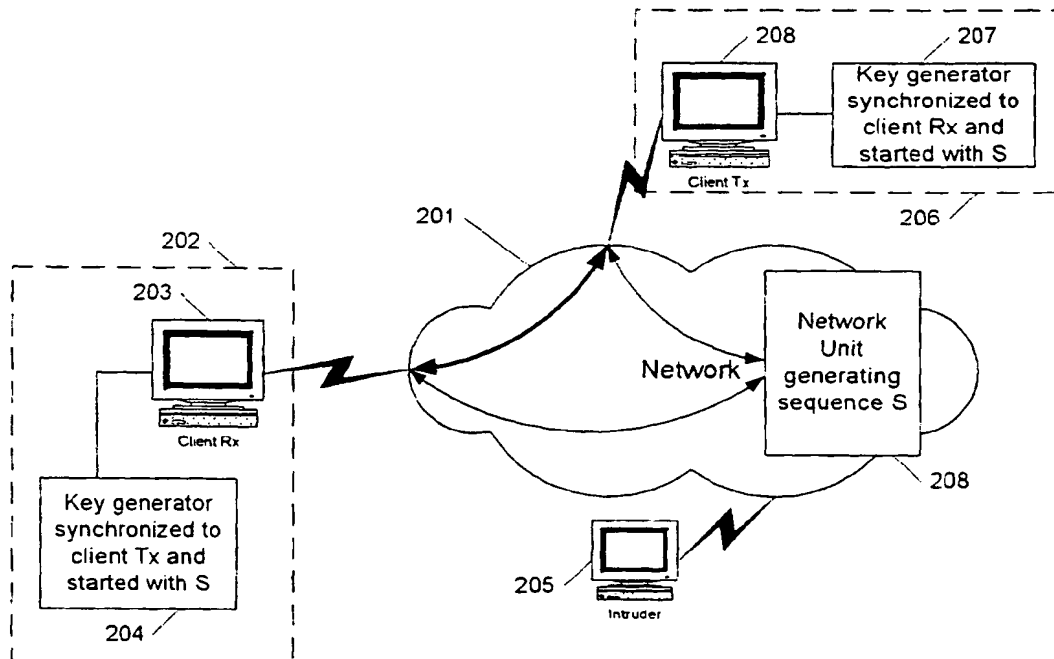 208
207
Key generator
synchronized to
client Rx and
started with S
Client Tx
206
201
202
203
Client Rx
Network
Network
Unit
generating
sequence S
208
Key generator
synchronized to
client Tx and
started with S
204
205
Intruder